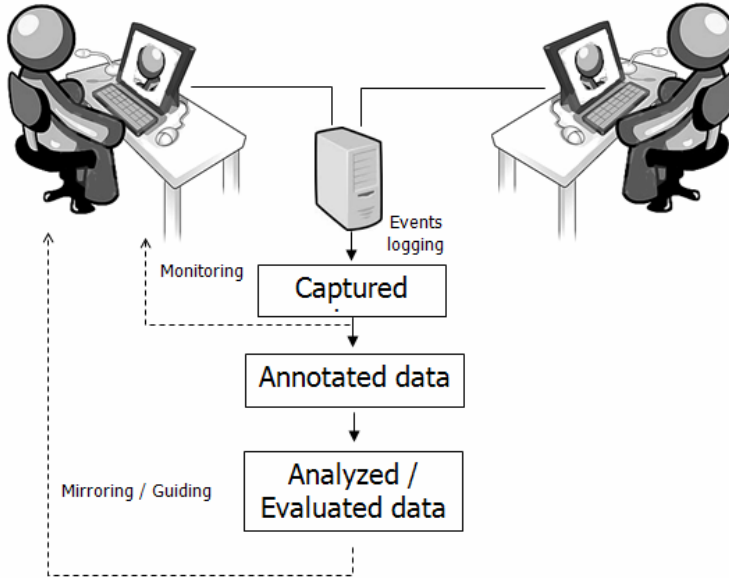 Events
logging
Monitoring
Captured
Annotated data
Analyzed /
Evaluated data
Mirroring / Guiding